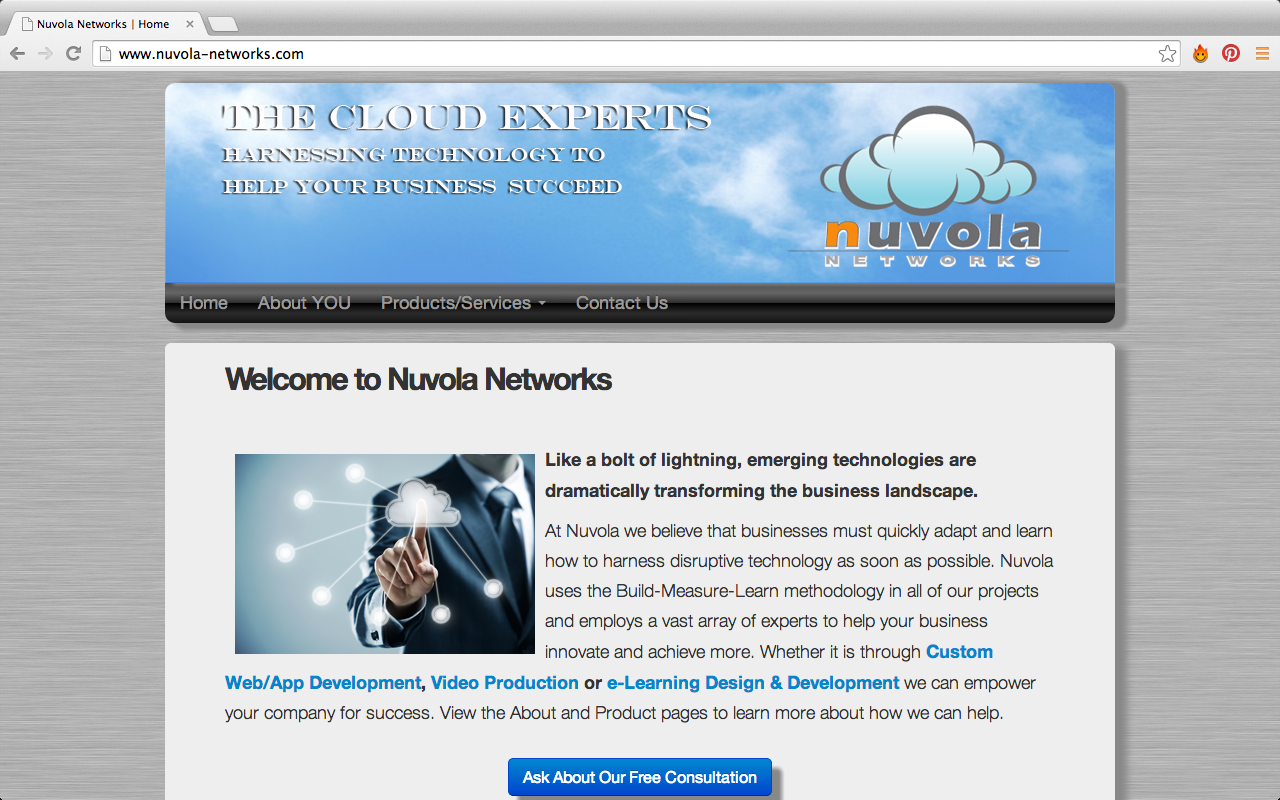 Nuvola Networks | Home
www.nuvola-networks.com
THE CLOUD EXPERTS
HARNESSING TECHNOLOGY TO
HELP YOUR BUSINESS SUCCEED
nuvola
NETWORKS
Home About YOU Products/Services Contact Us
Welcome to Nuvola Networks
Like a bolt of lightning, emerging technologies are
dramatically transforming the business landscape.
At Nuvola we believe that businesses must quickly adapt and learn
how to harness disruptive technology as soon as possible. Nuvola
uses the Build-Measure-Learn methodology in all of our projects
and employs a vast array of experts to help your business
innovate and achieve more. Whether it is through Custom
Web/App Development, Video Production or e-Learning Design & Development we can empower
your company for success. View the About and Product pages to learn more about how we can help.
Ask About Our Free Consultation